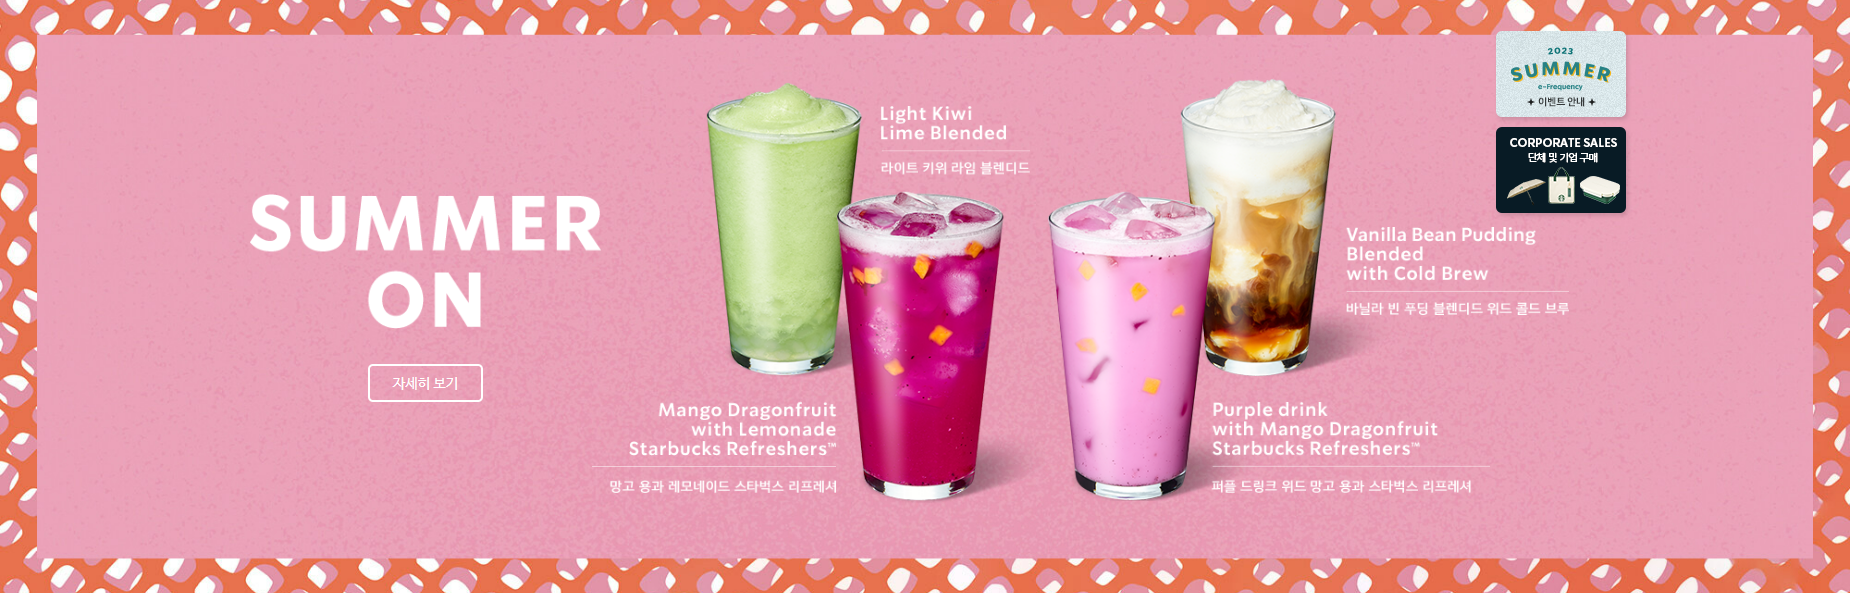 SUMMER
ON
자세히 보기
Light Kiwi
Lime Blended
라이트 키위 라임 블렌디드
Mango Dragonfruit
with Lemonade
Starbucks Refreshers™
망고 용과 레모네이드 스타벅스 리프레셔
Purple drink
with Mango Dragonfruit
Starbucks Refreshers™
퍼플 드링크 위드 망고 용과 스타벅스 리프레셔
Vanilla Bean Pudding
Blended
with Cold Brew
바닐라 빈 푸딩 블렌디드 위드 콜드 브루
2023
SUMMER
e-Frequency
이벤트 안내
CORPORATE SALES
단체 및 기업 구매